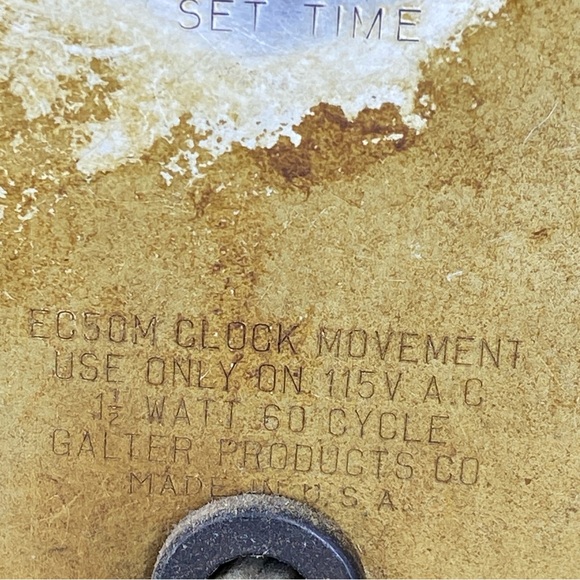 SET TIME
EC50M CLOCK MOVEMENT
USE ONLY ON 115V A.C
1½ WATT 60 CYCLE
GALTER PRODUCTS CO.
MADE IN U.S.A.